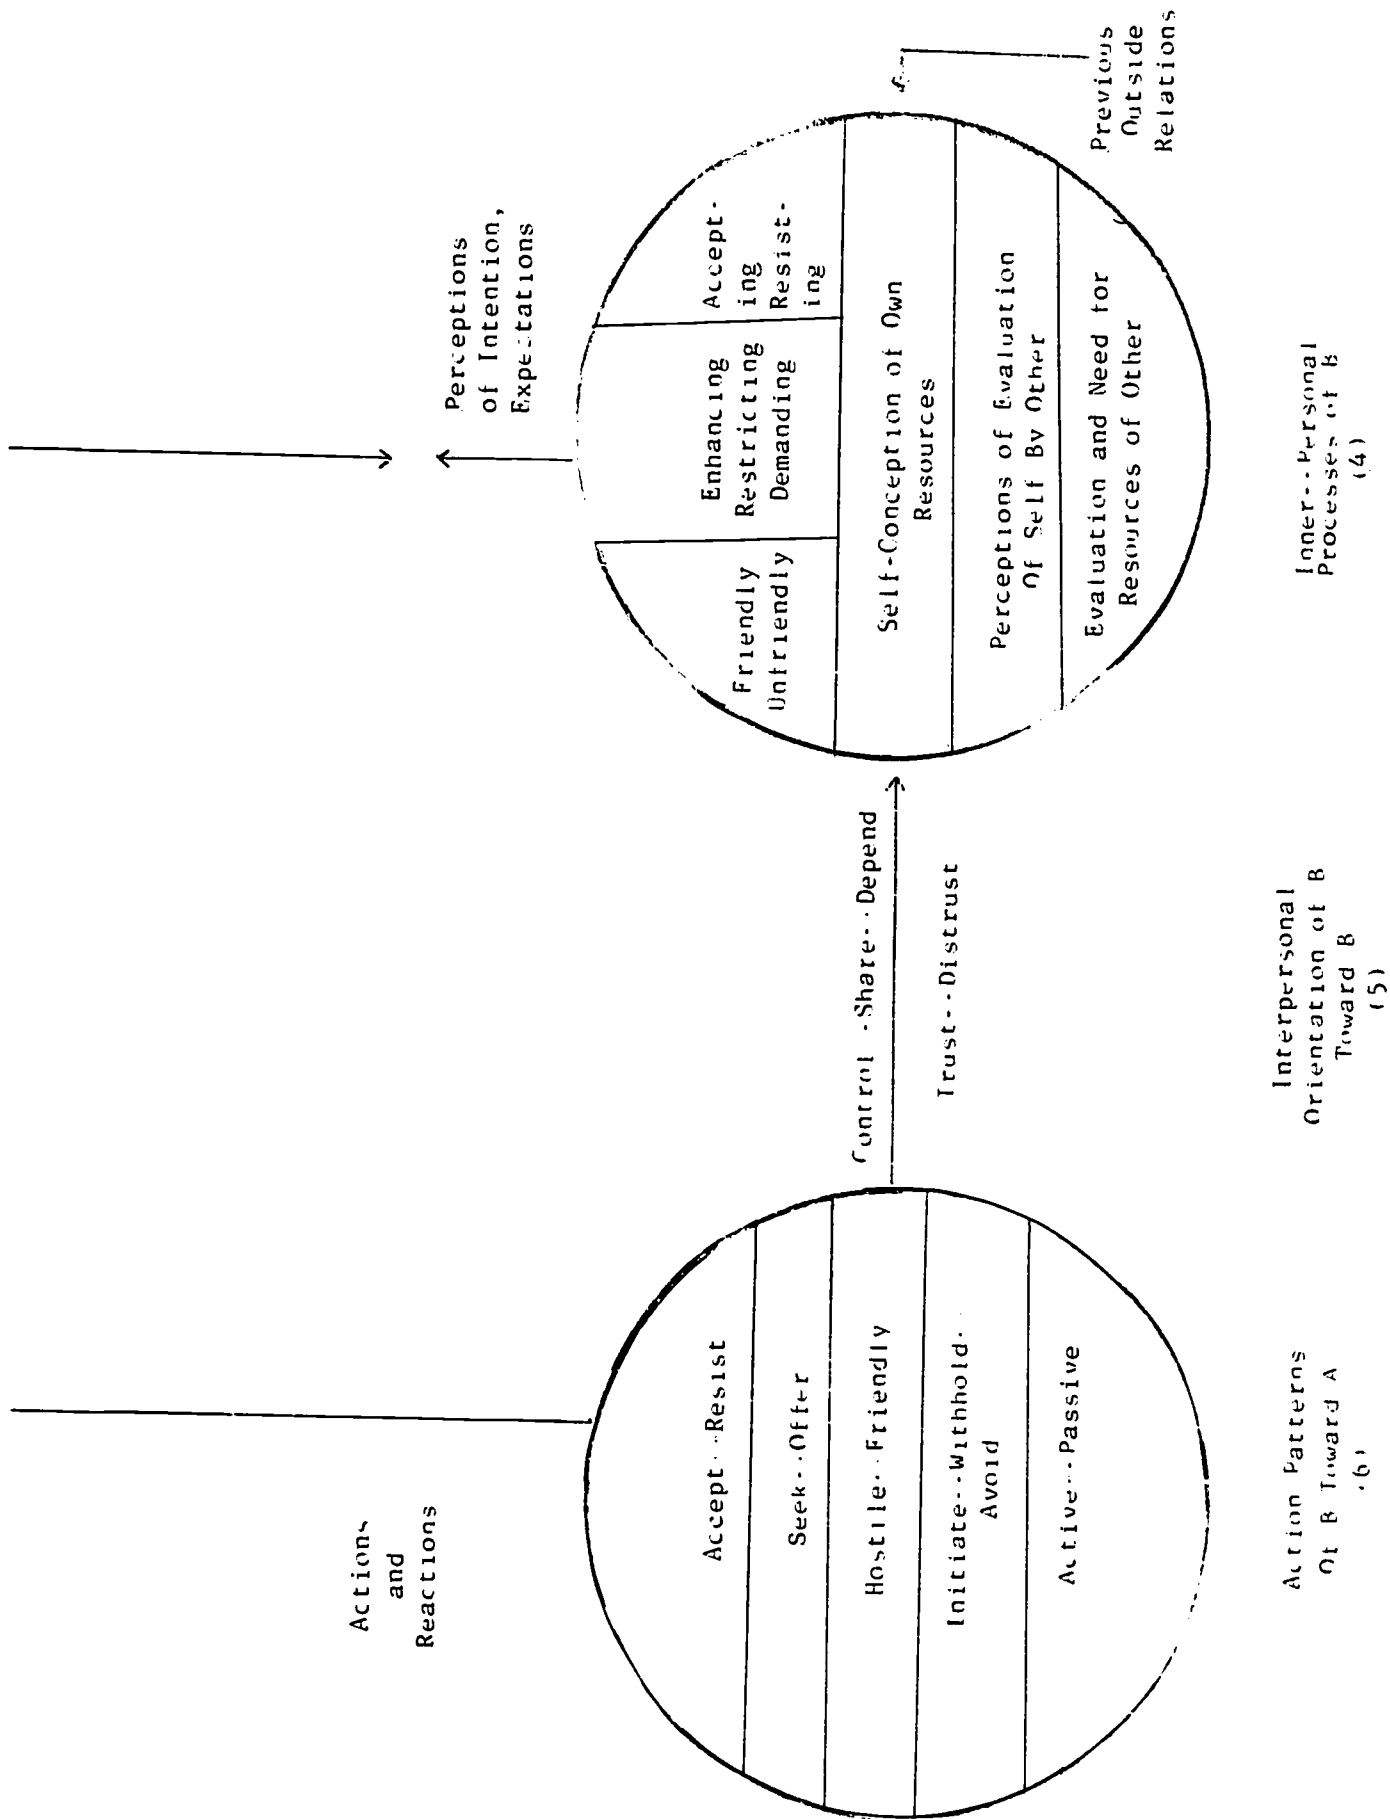 Actions
and
Reactions
Accept--Resist
Seek--Offer
Hostile--Friendly
Initiate--Withhold-
Avoid
Active--Passive
Action Patterns
Of B Toward A
(6)
Control--Share--Depend
Trust--Distrust
Interpersonal
Orientation of B
Toward B
(5)
Perceptions
of Intention,
Expectations
Friendly
Unfriendly
Enhancing
Restricting
Demanding
Accept-
ing
Resist-
ing
Self-Conception of Own
Resources
Perceptions of Evaluation
Of Self By Other
Evaluation and Need for
Resources of Other
Inner--Personal
Processes of B
(4)
Previous
Outside
Relations